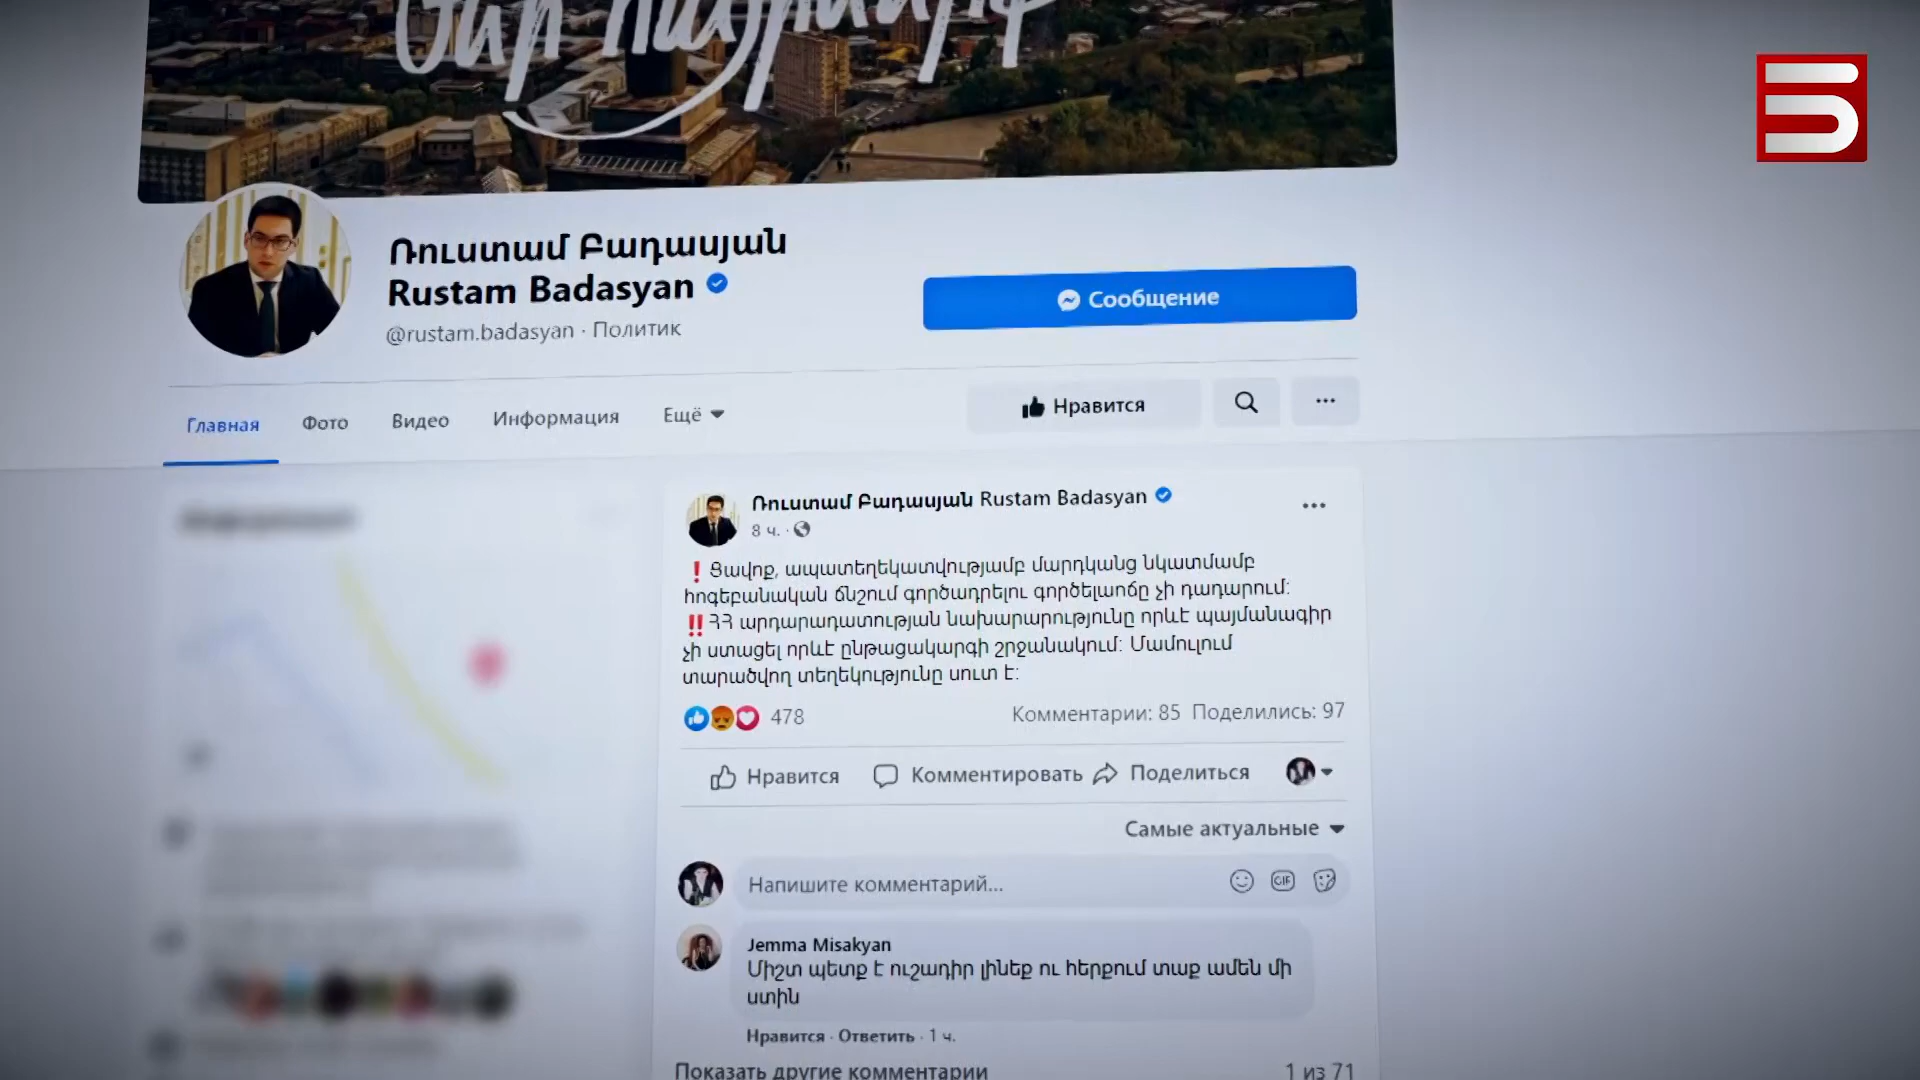 Ռուստամ Բադասյան
Rustam Badasyan
@rustam.badasyan · Политик
Сообщение
Главная Фото Видео Информация Ещё
Нравится
Ռուստամ Բադասյան Rustam Badasyan
8 ч. ·
❗Ցավոք, ապատեղեկատվությամբ մարդկանց նկատմամբ
հոգեբանական ճնշում գործադրելու գործելաոճը չի դադարում:
‼️ՀՀ արդարադատության նախարարությունը որևէ պայմանագիր
չի ստացել որևէ ընթացակարգի շրջանակում: Մամուլում
տարածվող տեղեկությունը սուտ է:
478
Комментарии: 85 Поделились: 97
Нравится Комментировать Поделиться
Самые актуальные
Напишите комментарий...
GIF
Jemma Misakyan
Միշտ պետք է ուշադիր լինեք ու հերքում տաք ամեն մի
ստին
Нравится · Ответить · 1 ч.
Показать другие комментарии
1 из 71
5